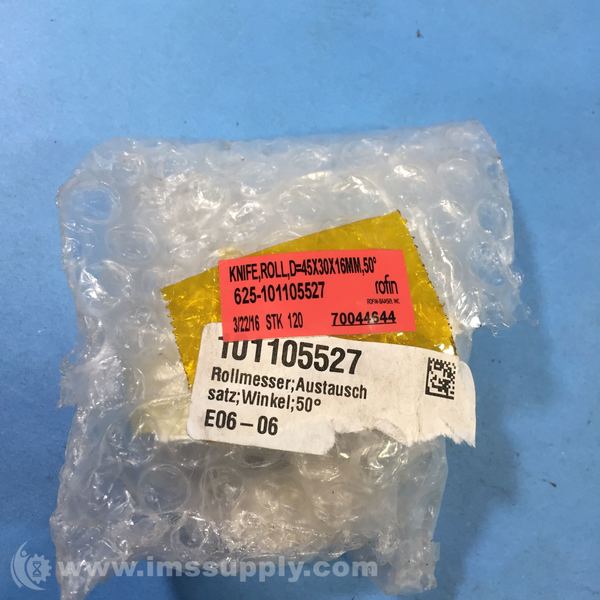 KNIFE,ROLL,D=45X30X16MM,50°
625-101105527
rofin
ROFIN-BAASEL INC.
3/22/16 STK 120 70044644
101105527
Rollmesser;Austausch
satz;Winkel;50°
E06-06
www.imssupply.com